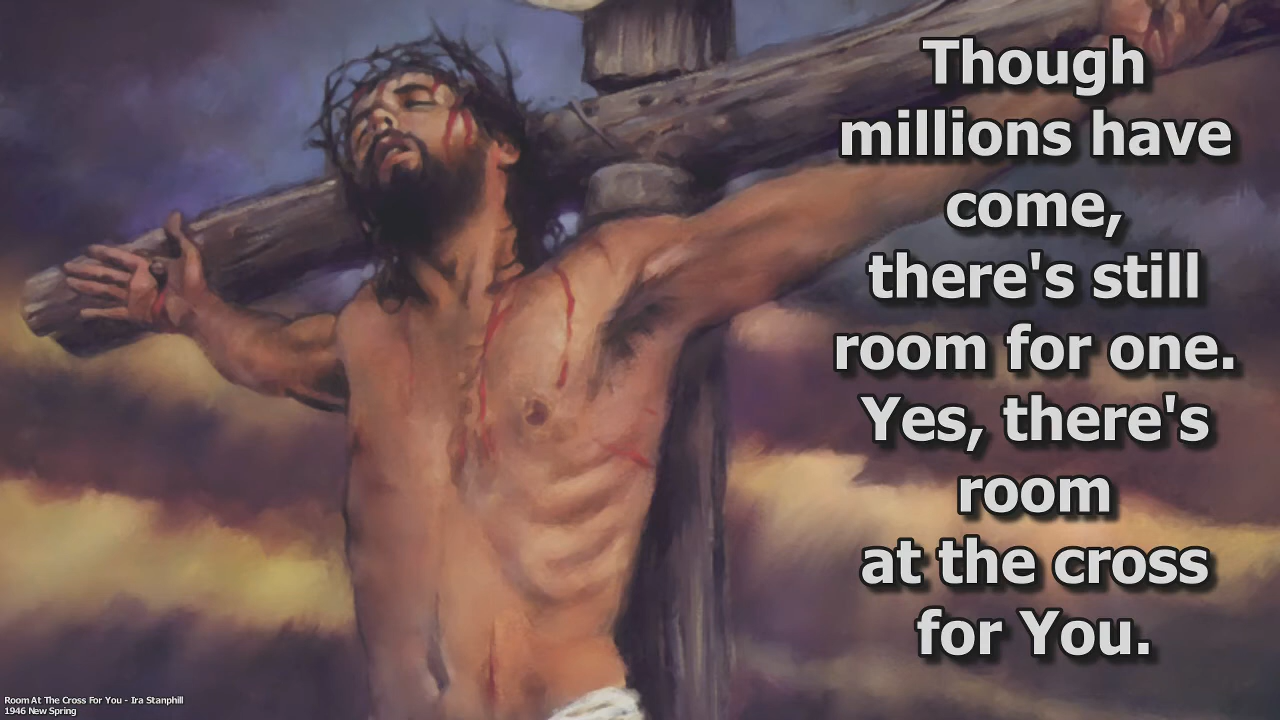 Though
millions have
come,
there's still
room for one.
Yes, there's
room
at the cross
for You.
Room At The Cross For You - Ira Stanphill
1946 New Spring